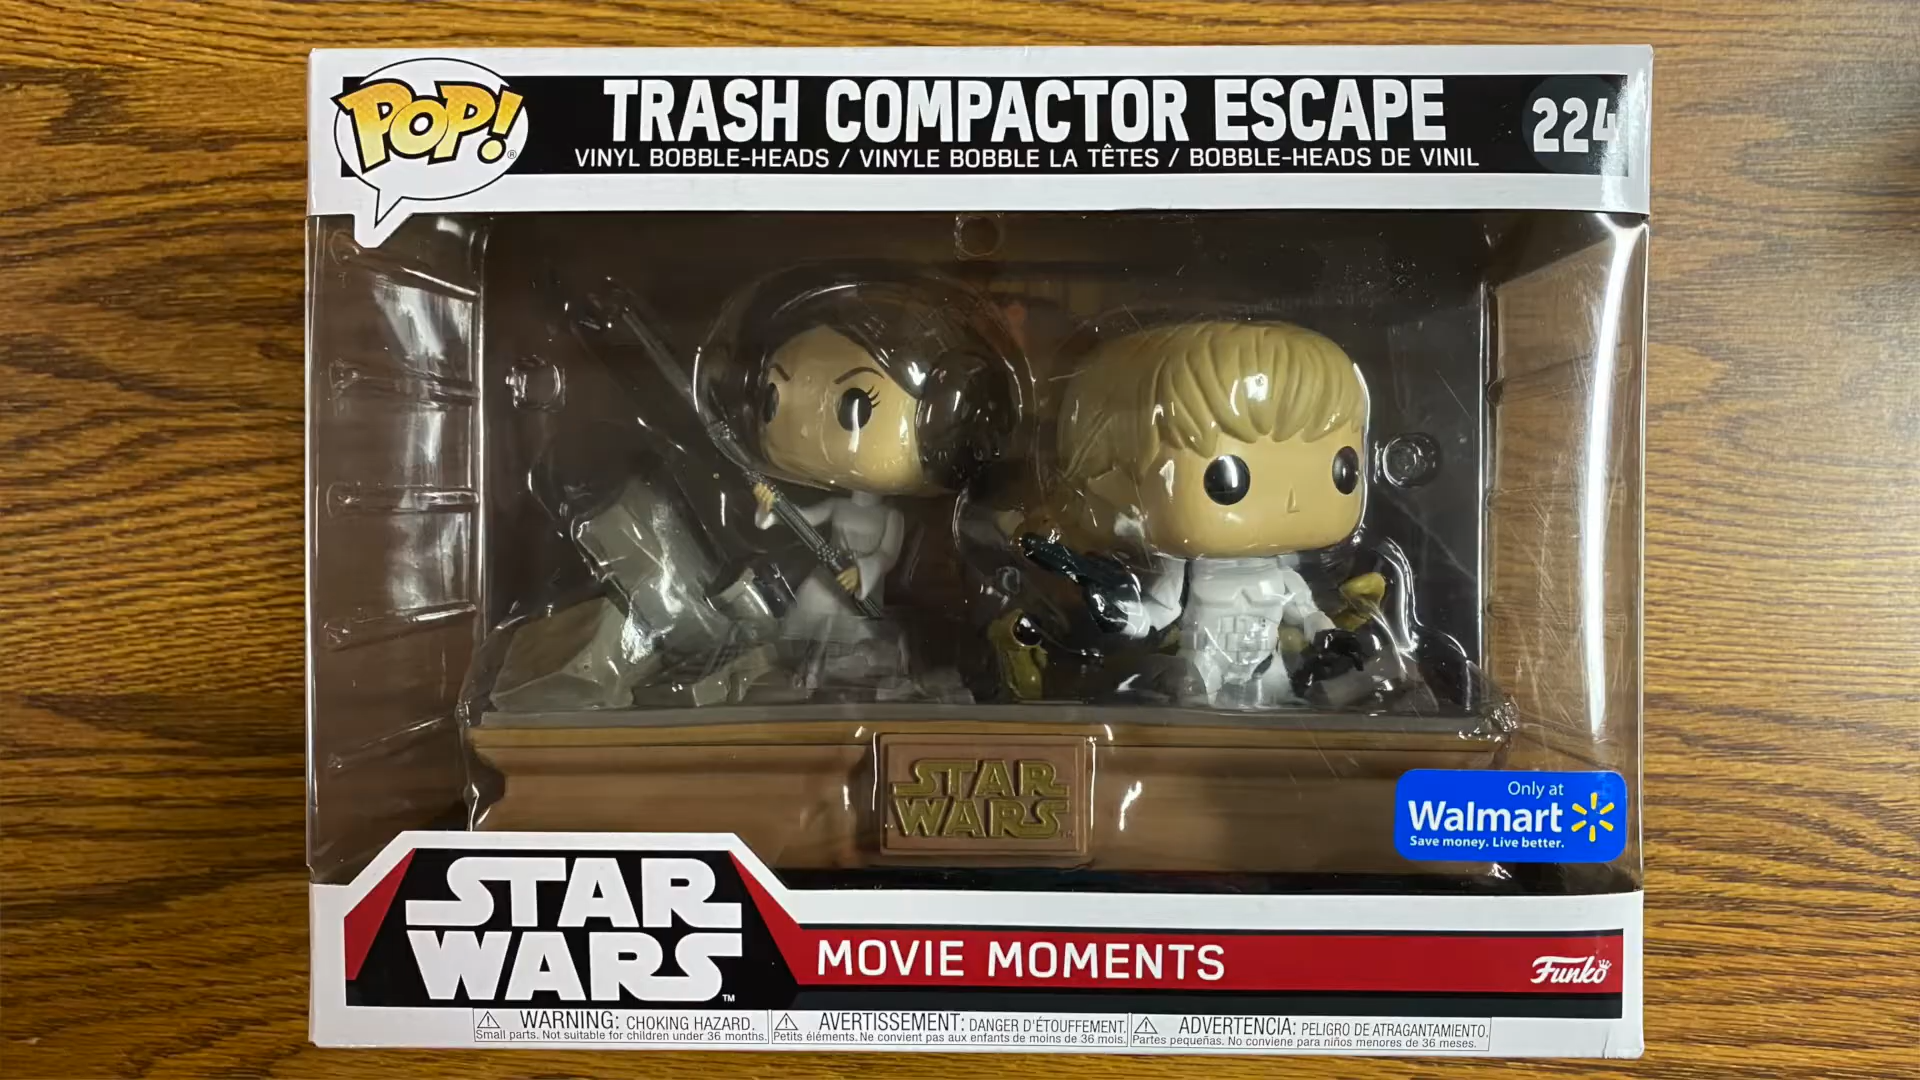 POP!®
TRASH COMPACTOR ESCAPE
224
VINYL BOBBLE-HEADS / VINYLE BOBBLE LA TÊTES / BOBBLE-HEADS DE VINIL
STAR
WARS
Only at
Walmart
Save money. Live better.
STAR
WARS™
MOVIE MOMENTS
Funko
WARNING: CHOKING HAZARD.
Small parts. Not suitable for children under 36 months.
AVERTISSEMENT: DANGER D'ÉTOUFFEMENT.
Petits éléments. Ne convient pas aux enfants de moins de 36 mois.
ADVERTENCIA: PELIGRO DE ATRAGANTAMIENTO.
Partes pequeñas. No conviene para niños menores de 36 meses.